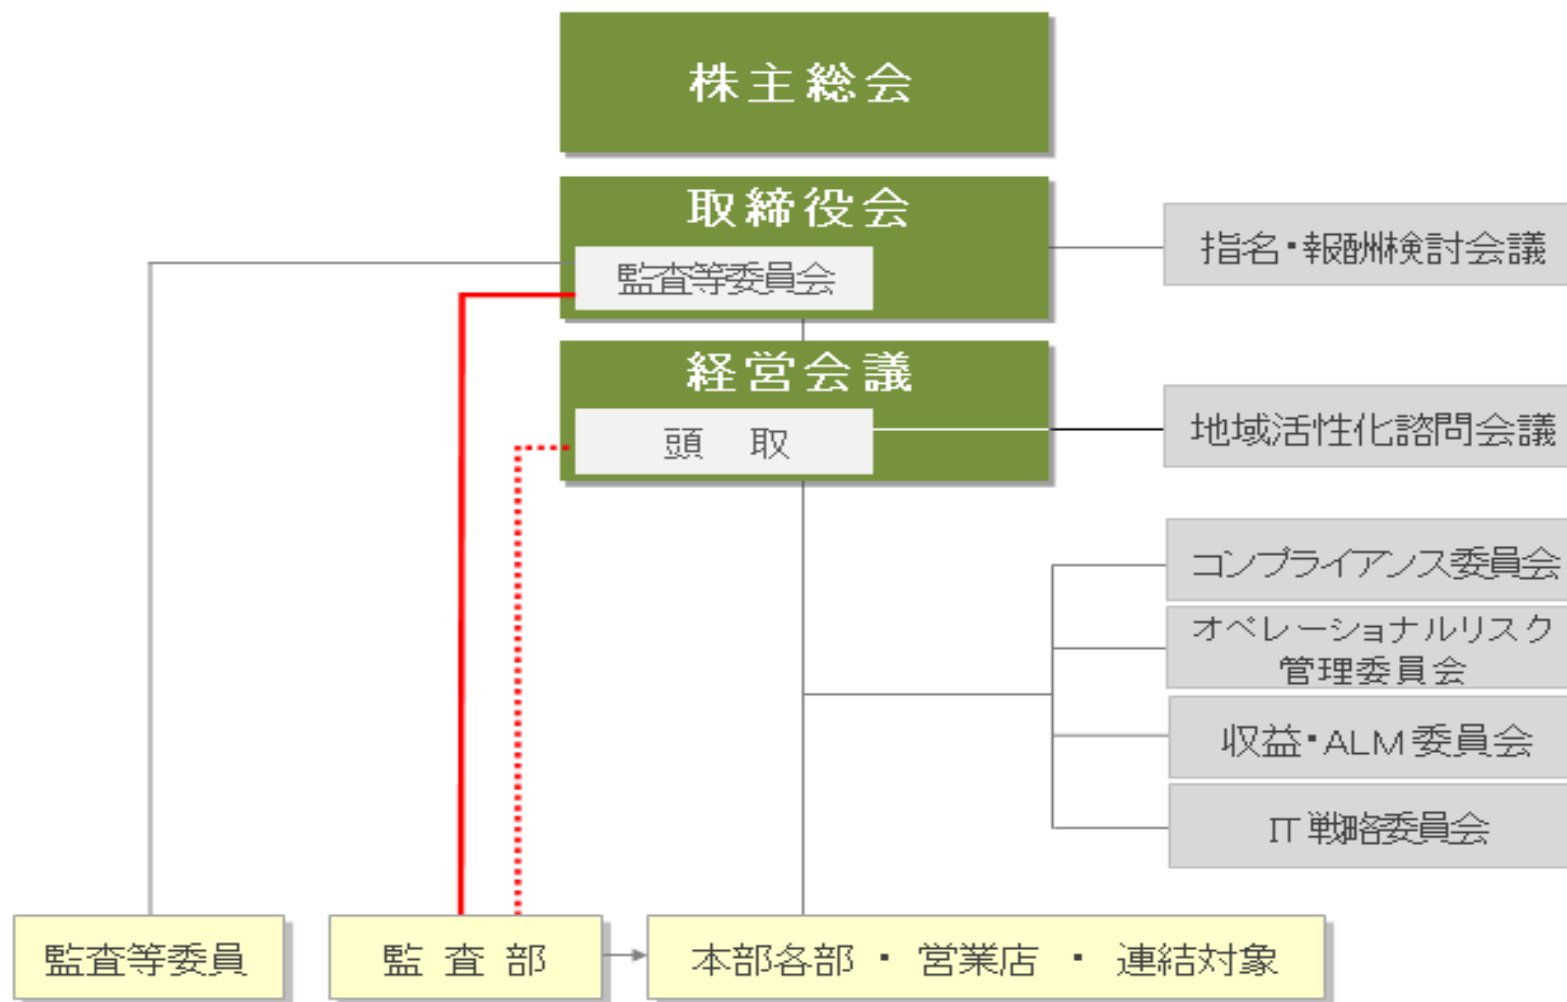 株主総会
取締役会
監査等委員会
指名・報酬検討会議
経営会議
頭　取
地域活性化諮問会議
コンプライアンス委員会
オペレーショナルリスク
管理委員会
収益・ALM委員会
IT戦略委員会
監査等委員
監 査 部
本部各部 ・ 営業店 ・ 連結対象